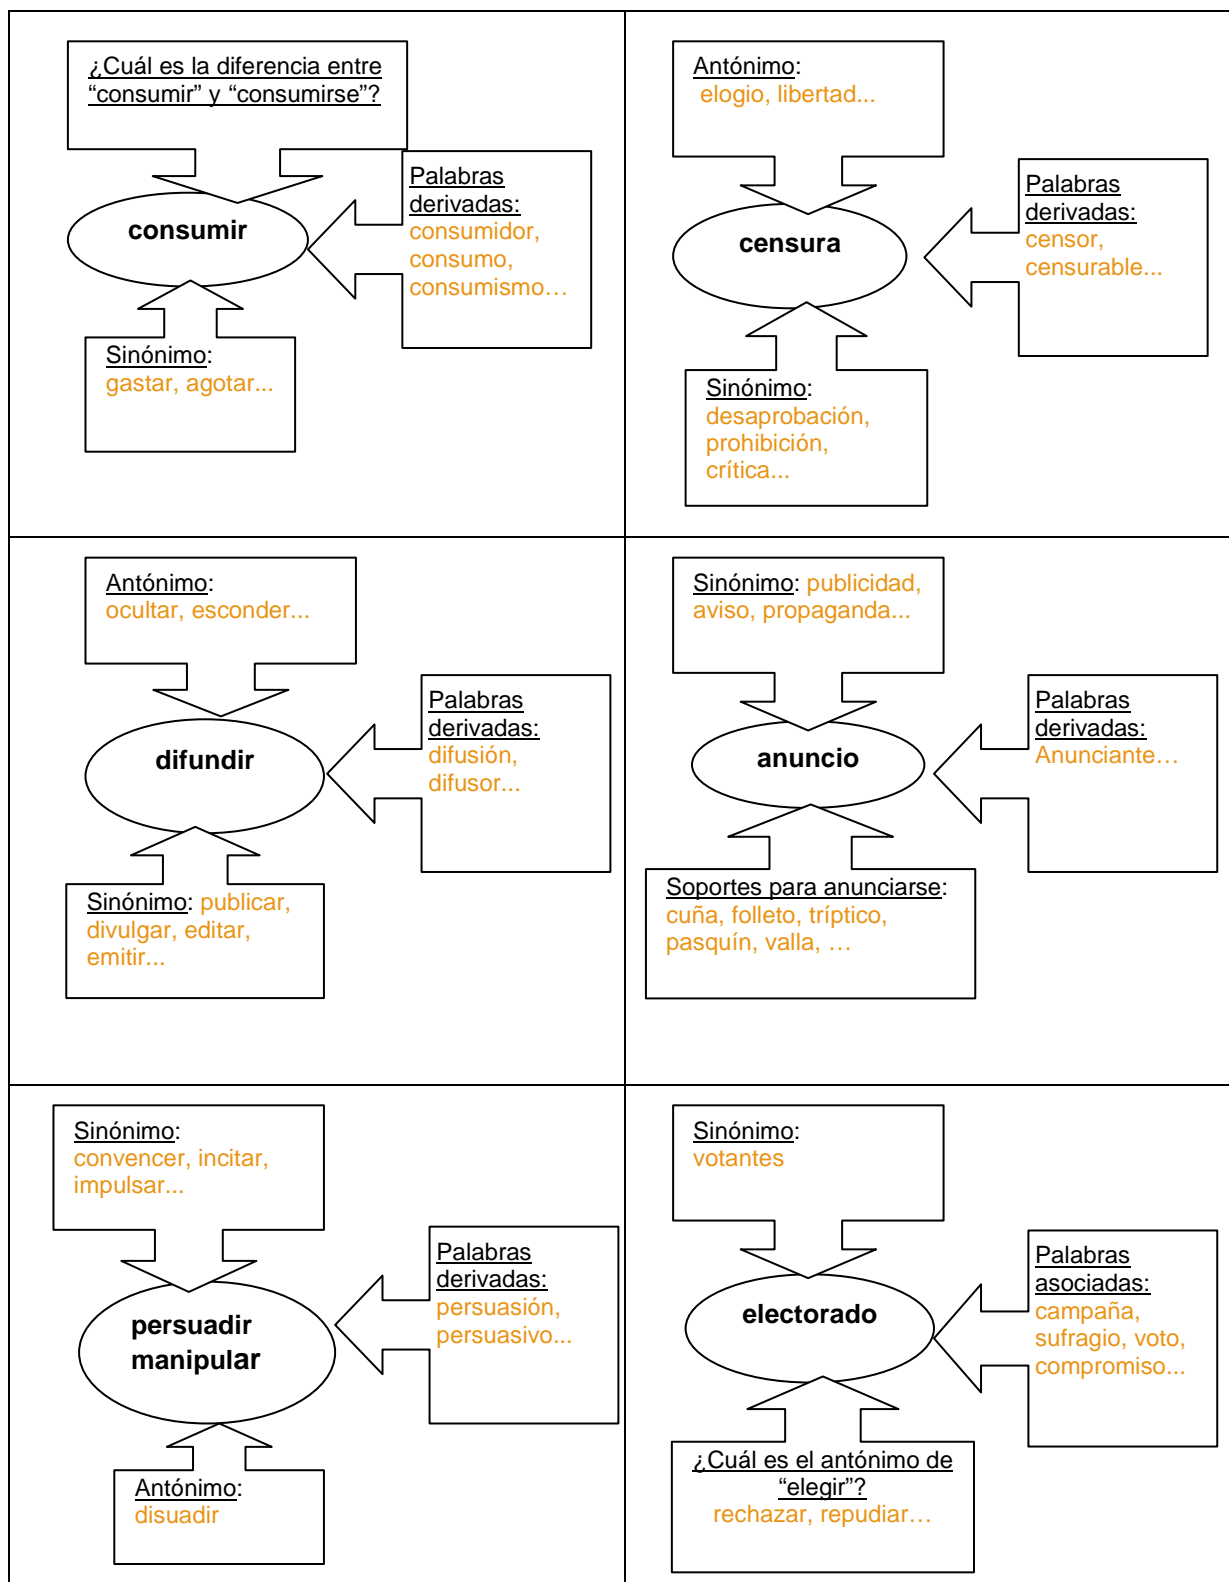 ¿Cuál es la diferencia entre
“consumir” y “consumirse”?
consumir
Palabras
derivadas:
consumidor,
consumo,
consumismo…
Sinónimo:
gastar, agotar...
Antónimo:
elogio, libertad...
censura
Palabras
derivadas:
censor,
censurable...
Sinónimo:
desaprobación,
prohibición,
crítica...
Antónimo:
ocultar, esconder...
difundir
Palabras
derivadas:
difusión,
difusor...
Sinónimo: publicar,
divulgar, editar,
emitir...
Sinónimo: publicidad,
aviso, propaganda...
anuncio
Palabras
derivadas:
Anunciante…
Soportes para anunciarse:
cuña, folleto, tríptico,
pasquín, valla, …
Sinónimo:
convencer, incitar,
impulsar...
persuadir
manipular
Palabras
derivadas:
persuasión,
persuasivo...
Antónimo:
disuadir
Sinónimo:
votantes
electorado
Palabras
asociadas:
campaña,
sufragio, voto,
compromiso...
¿Cuál es el antónimo de
“elegir”?
rechazar, repudiar…